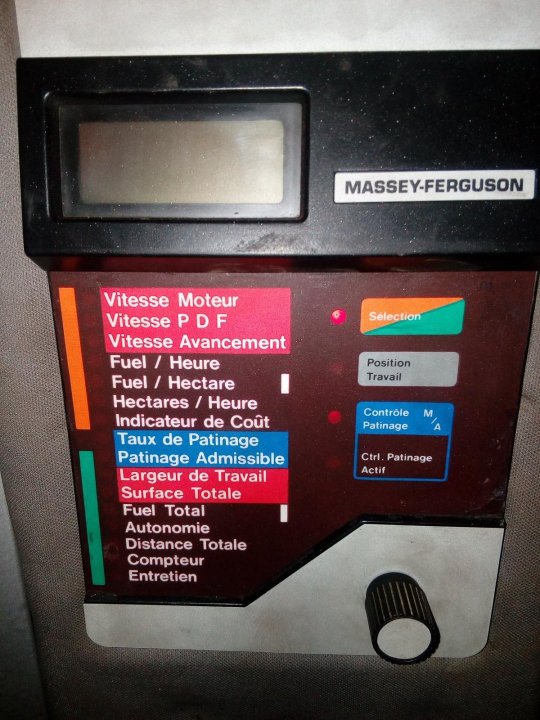 MASSEY-FERGUSON
Vitesse Moteur
Vitesse P D F
Vitesse Avancement
Fuel / Heure
Fuel / Hectare
Hectares / Heure
Indicateur de Coût
Taux de Patinage
Patinage Admissible
Largeur de Travail
Surface Totale
Fuel Total
Autonomie
Distance Totale
Compteur
Entretien
Sélection
Position
Travail
Contrôle M/A
Patinage
Ctrl. Patinage
Actif